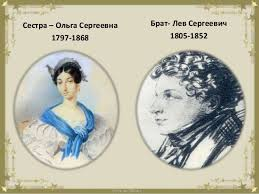 Сестра – Ольга Сергеевна
1797-1868
Брат- Лев Сергеевич
1805-1852